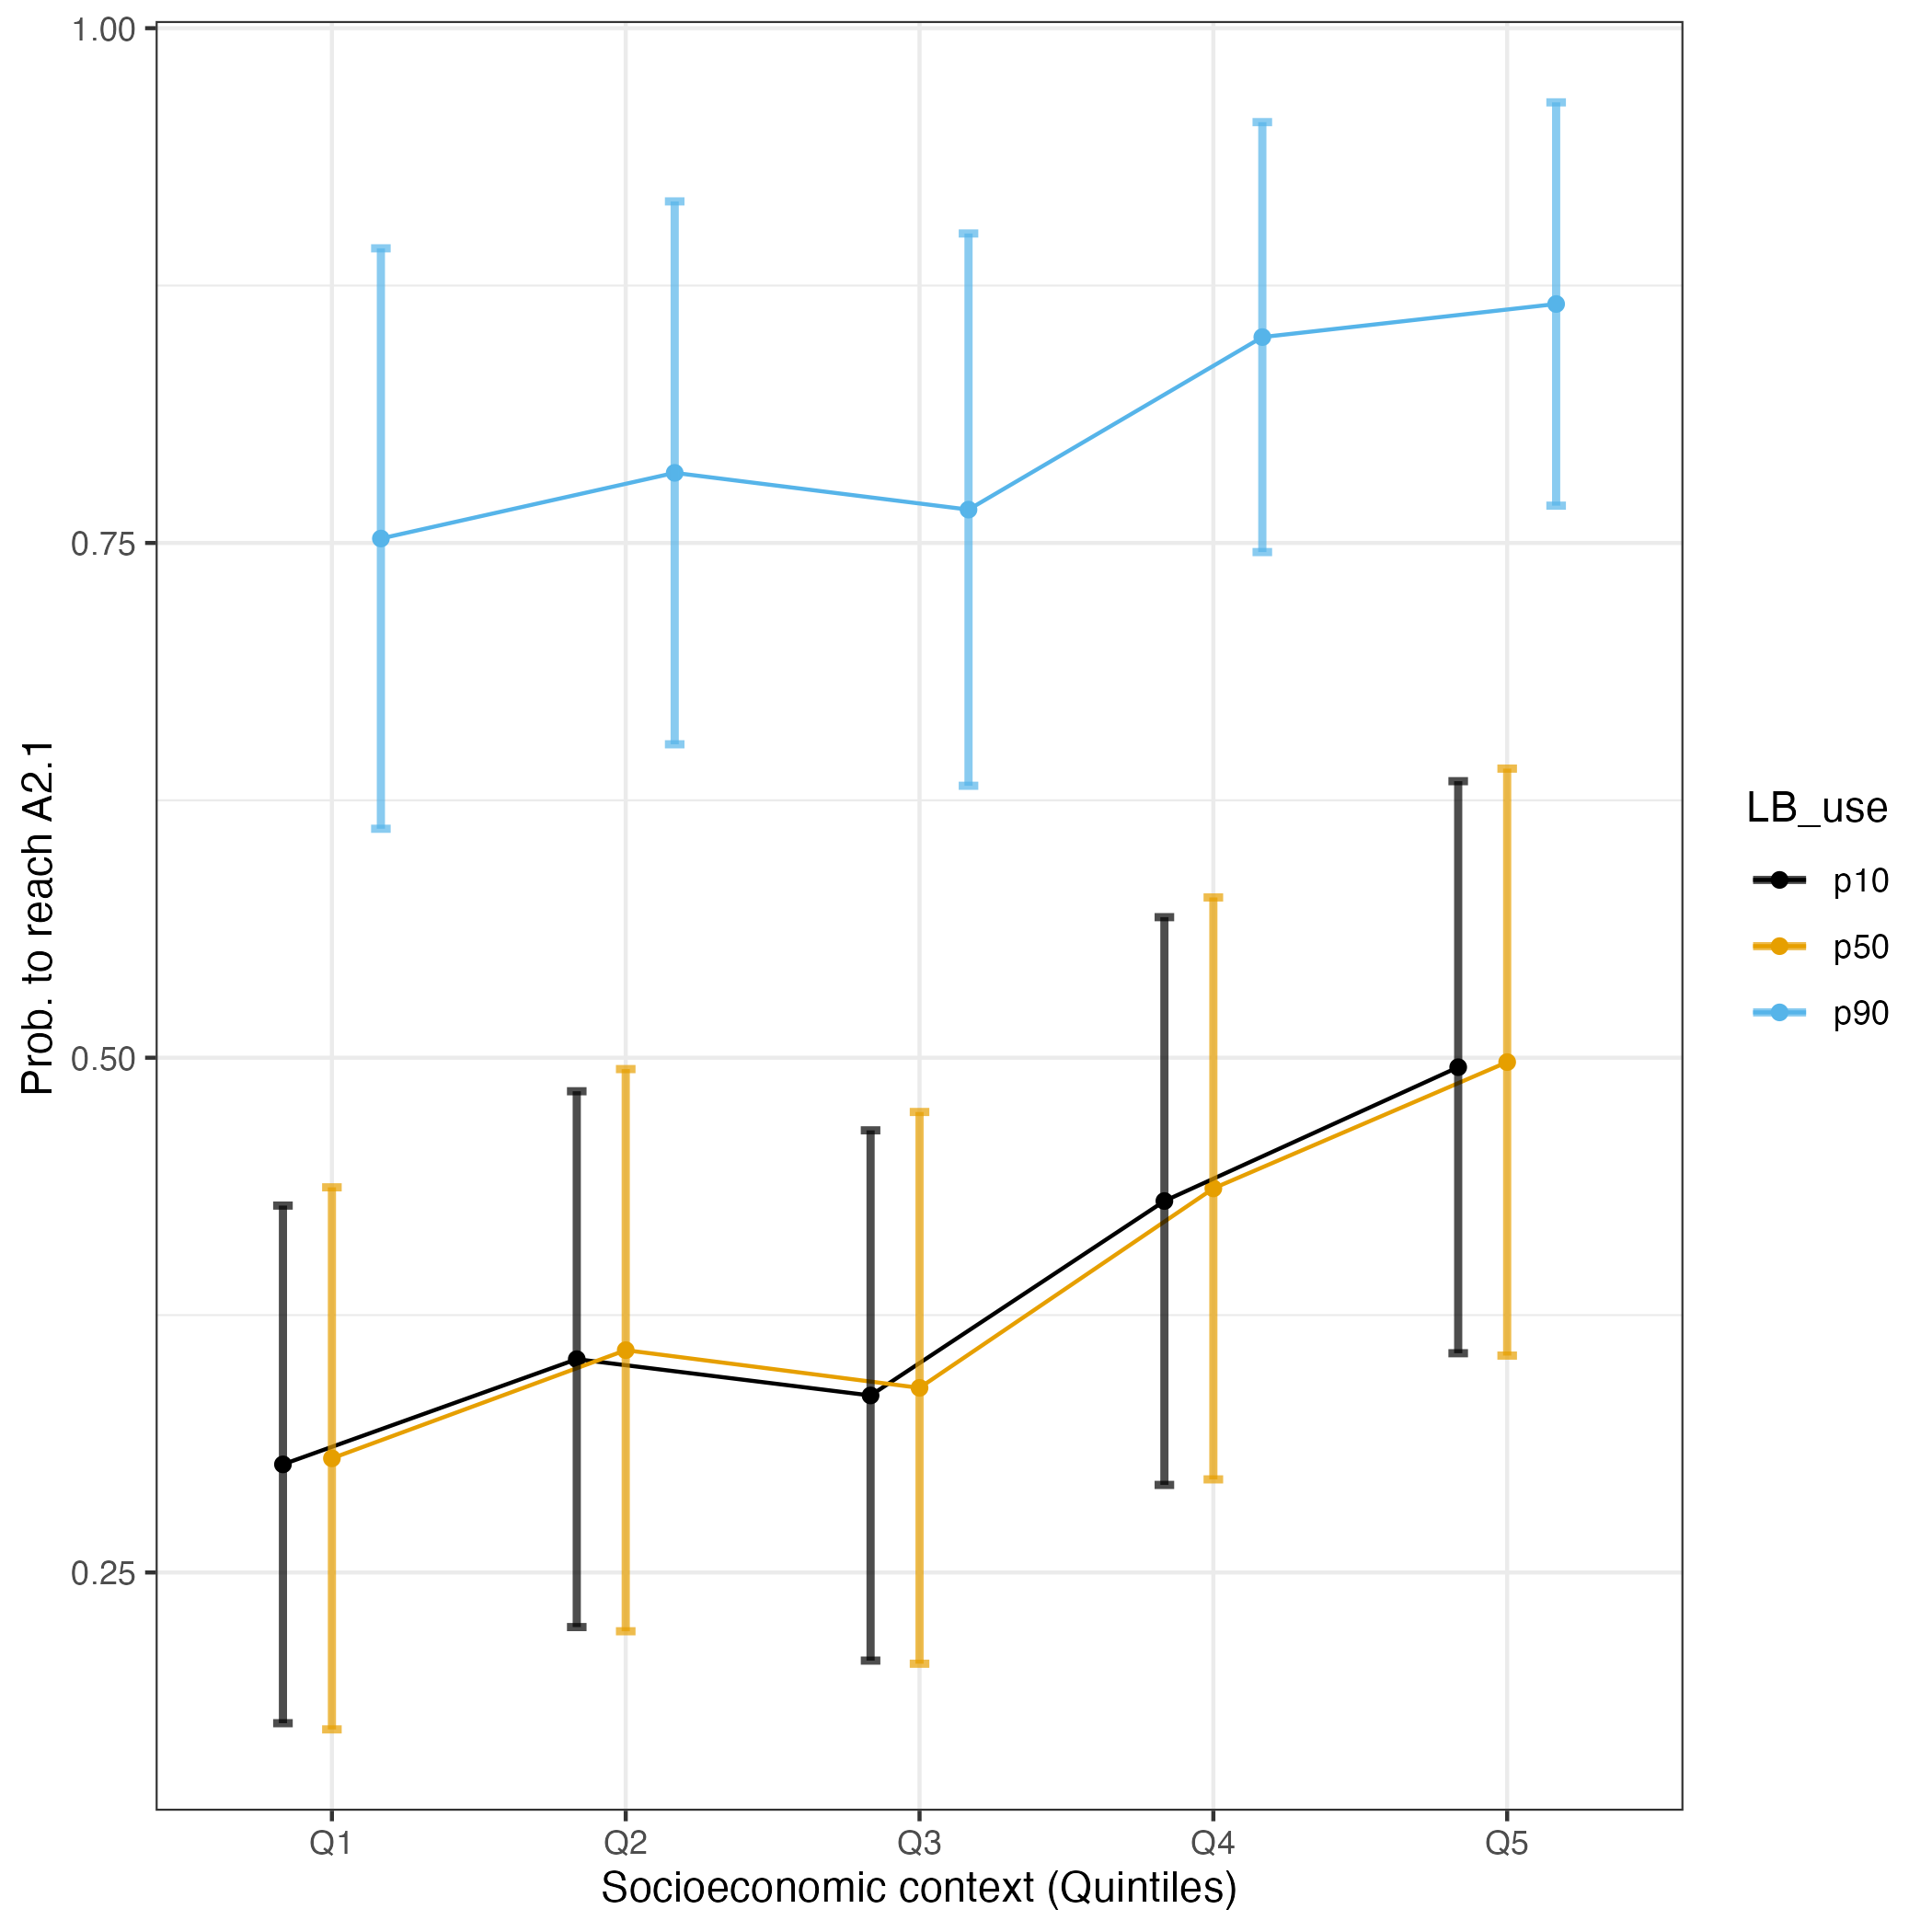 1.00
0.75
0.50
0.25
Prob. to reach A2.1
Q1 Q2 Q3 Q4 Q5
Socioeconomic context (Quintiles)
LB_use
p10
p50
p90